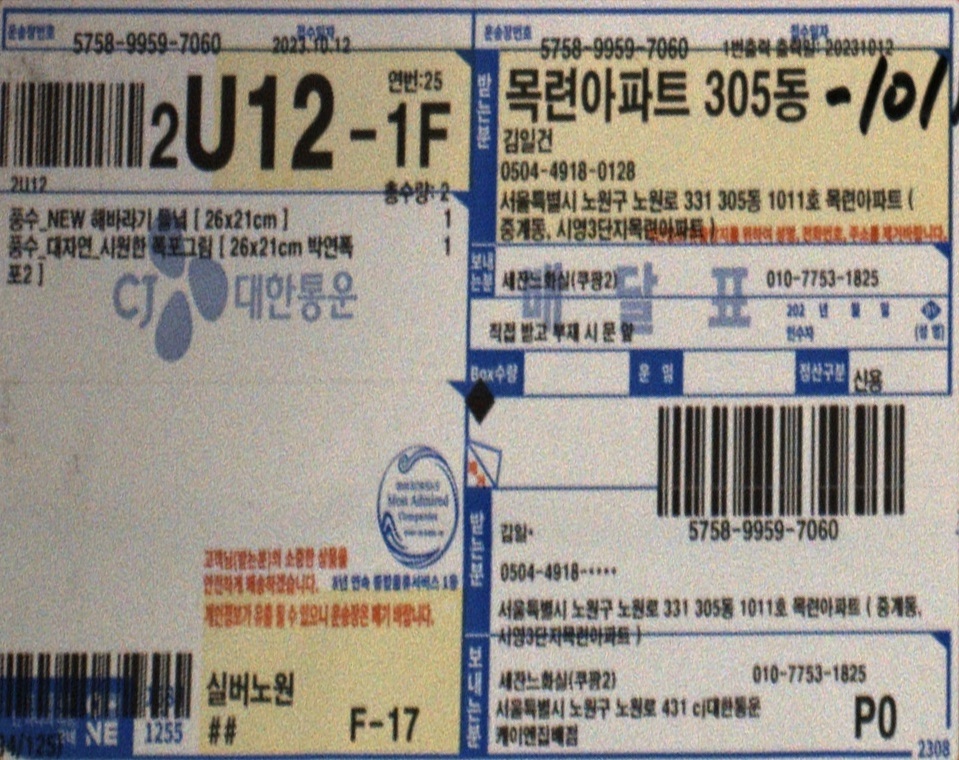 운송장번호 5758-9959-7060 접수일자 2023.10.12
2U12-1F 연번:25
2U12
총수량: 2
풍수_NEW 해바라기 둘넻 [ 26x21cm ] 1
풍수_대자연_시원한 폭포그림 [ 26x21cm 박연폭 1
포2 ]
CJ 대한통운
Most Admired
Companies
고객님(받는분)의 소중한 상품을
안전하게 배송하겠습니다.
개인정보가 유출 될 수 있으니 운송장은 폐기 바랍니다.
실버노원
## F-17
NE 1255
운송장번호 5758-9959-7060 접수일자
1번출력 출력일: 20231012
목련아파트 305동 -101
김일건
0504-4918-0128
서울특별시 노원구 노원로 331 305동 1011호 목련아파트 (
중계동, 시영3단지목련아파트 )
세잔느화실(쿠팡2) 010-7753-1825
배달표
직접 받고 부재 시 문 앞
202 년 월 일
인수자 (성명)
Box수량 운임 정산구분 신용
5758-9959-7060
김일*
0504-4918-****
서울특별시 노원구 노원로 331 305동 1011호 목련아파트 ( 중계동,
시영3단지목련아파트 )
세잔느화실(쿠팡2) 010-7753-1825
서울특별시 노원구 노원로 431 cj대한통운
케이엔집배점
P0
2308